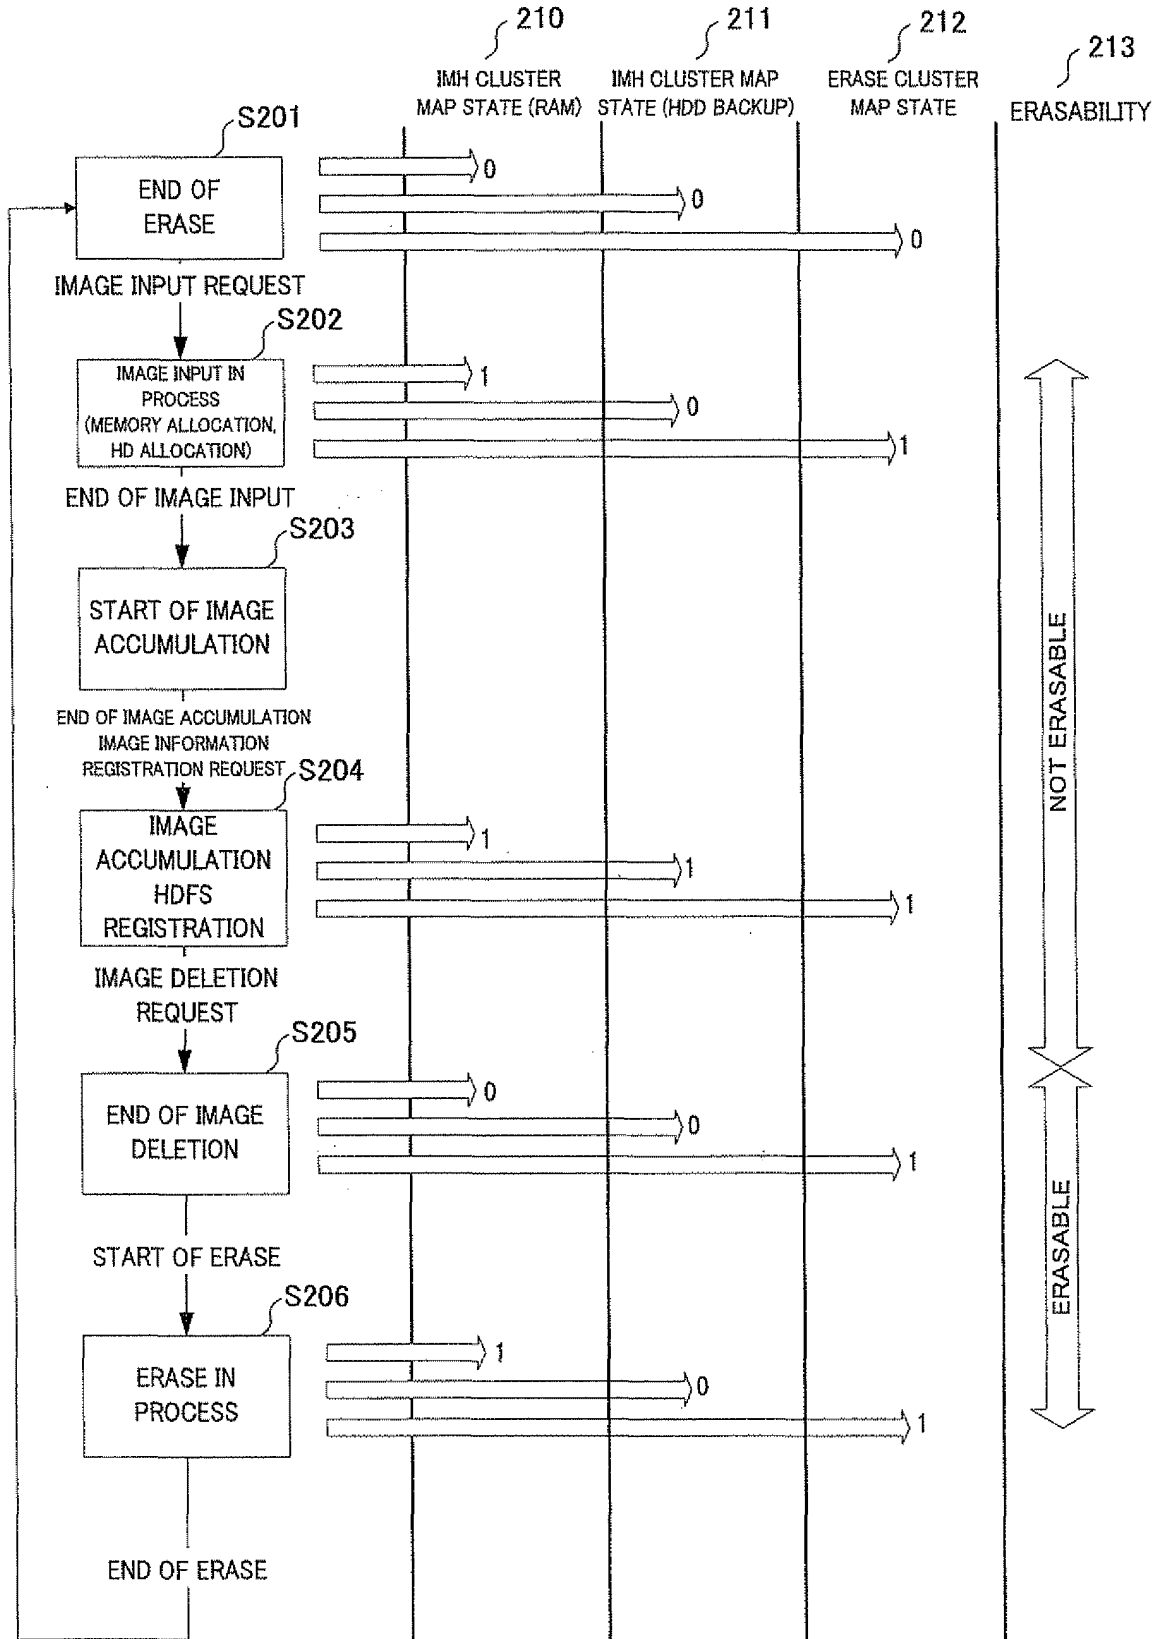 210
211
212
213
IMH CLUSTER
MAP STATE (RAM)
IMH CLUSTER MAP
STATE (HDD BACKUP)
ERASE CLUSTER
MAP STATE
ERASABILITY
S201
END OF
ERASE
0
0
0
IMAGE INPUT REQUEST
S202
IMAGE INPUT IN
PROCESS
(MEMORY ALLOCATION,
HD ALLOCATION)
1
0
1
END OF IMAGE INPUT
S203
START OF IMAGE
ACCUMULATION
END OF IMAGE ACCUMULATION
IMAGE INFORMATION
REGISTRATION REQUEST
S204
IMAGE
ACCUMULATION
HDFS
REGISTRATION
1
1
1
NOT ERASABLE
IMAGE DELETION
REQUEST
S205
END OF IMAGE
DELETION
0
0
1
ERASABLE
START OF ERASE
S206
ERASE IN
PROCESS
1
0
1
END OF ERASE